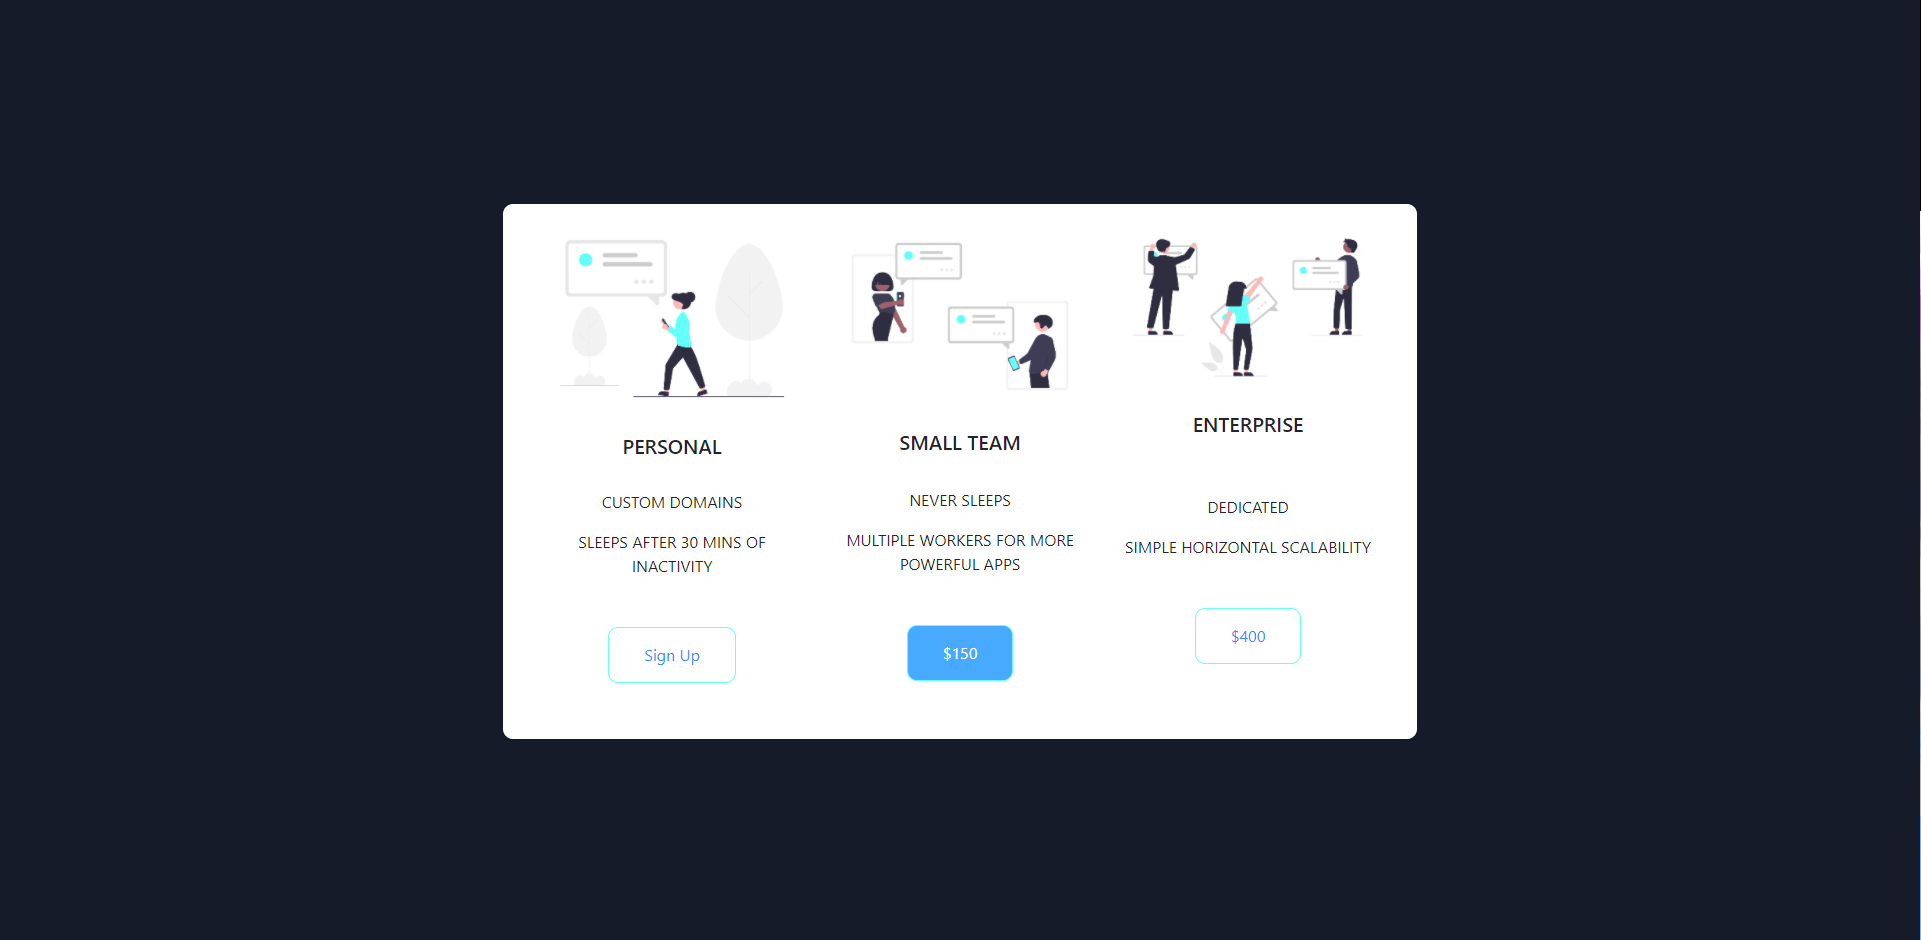 PERSONAL
CUSTOM DOMAINS
SLEEPS AFTER 30 MINS OF
INACTIVITY
Sign Up
SMALL TEAM
NEVER SLEEPS
MULTIPLE WORKERS FOR MORE
POWERFUL APPS
$150
ENTERPRISE
DEDICATED
SIMPLE HORIZONTAL SCALABILITY
$400